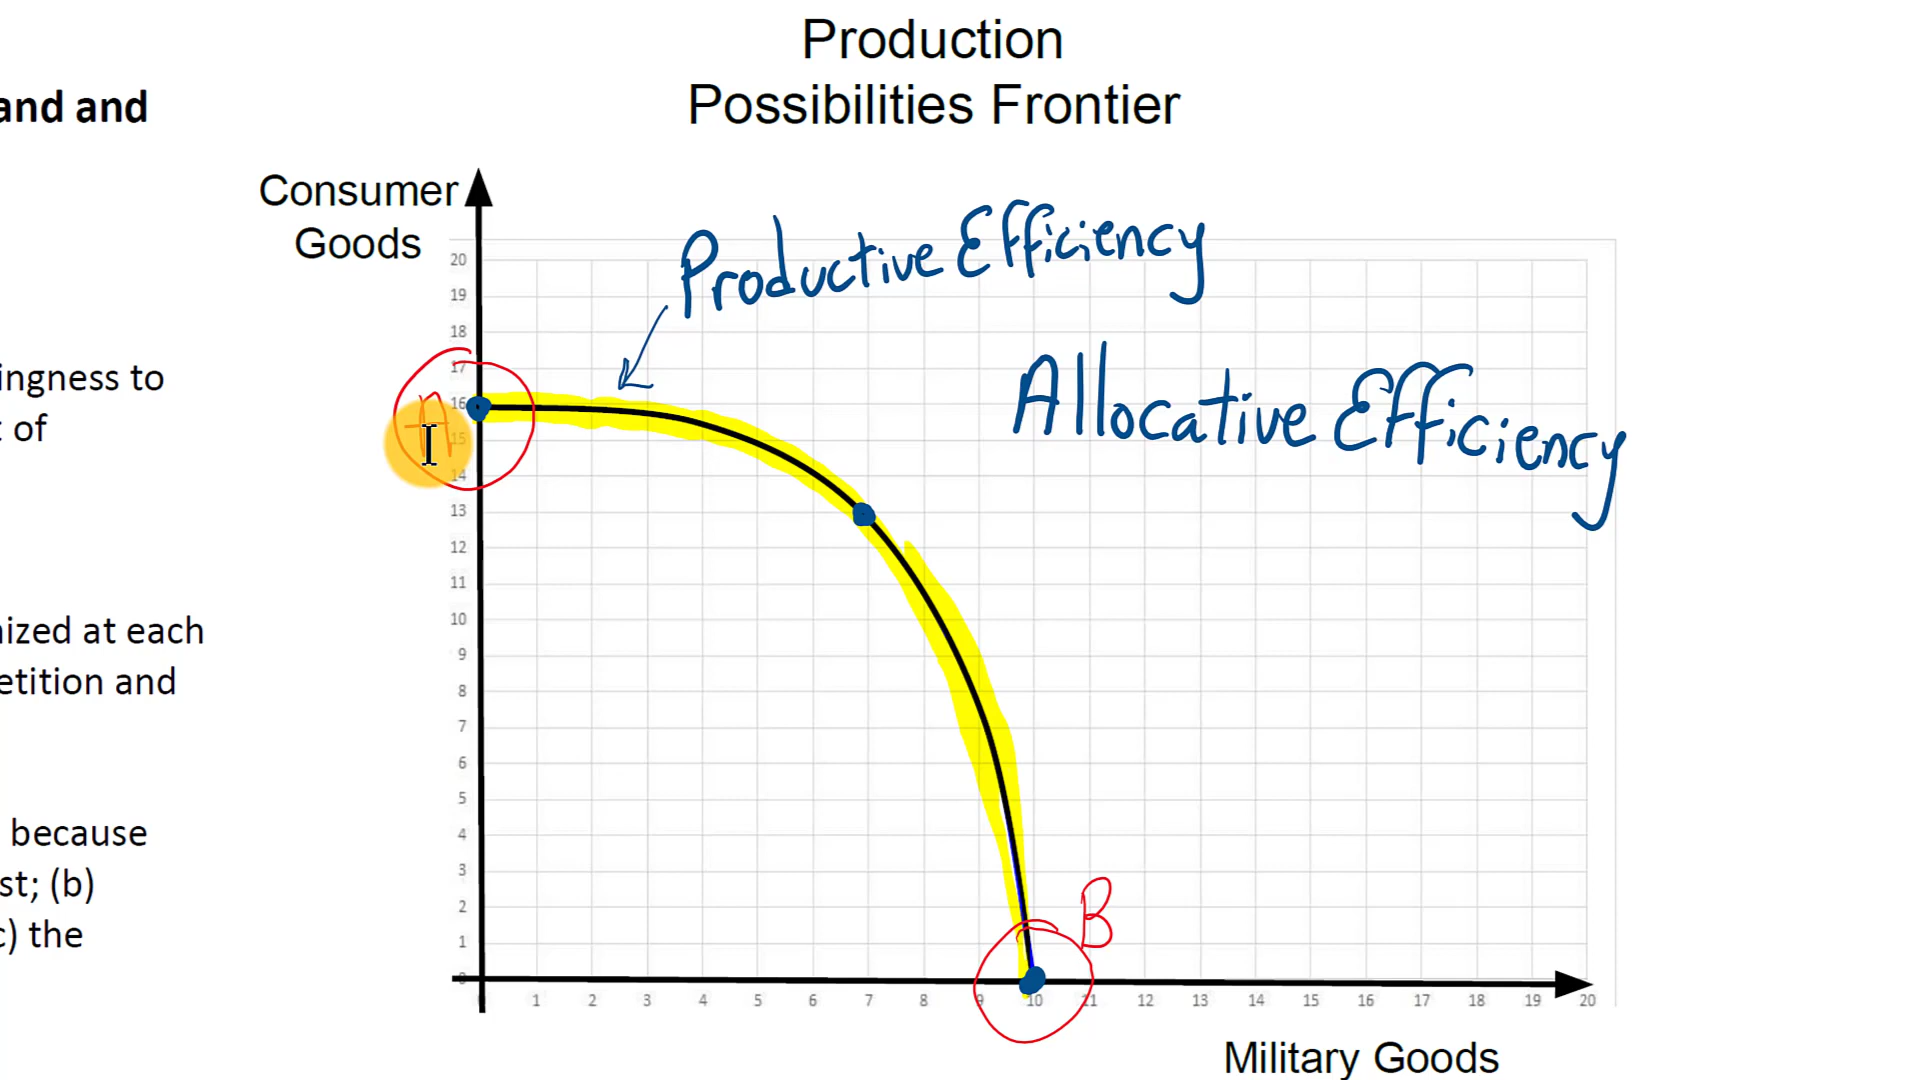 Production
Possibilities Frontier
and and
Consumer
Goods
Productive Efficiency
Allocative Efficiency
20
19
18
17
16
15
14
13
12
11
10
9
8
7
6
5
4
3
2
1
0
A
B
ingness to
of
ized at each
etition and
because
st; (b)
c) the
1 2 3 4 5 6 7 8 9 10 11 12 13 14 15 16 17 18 19 20
Military Goods